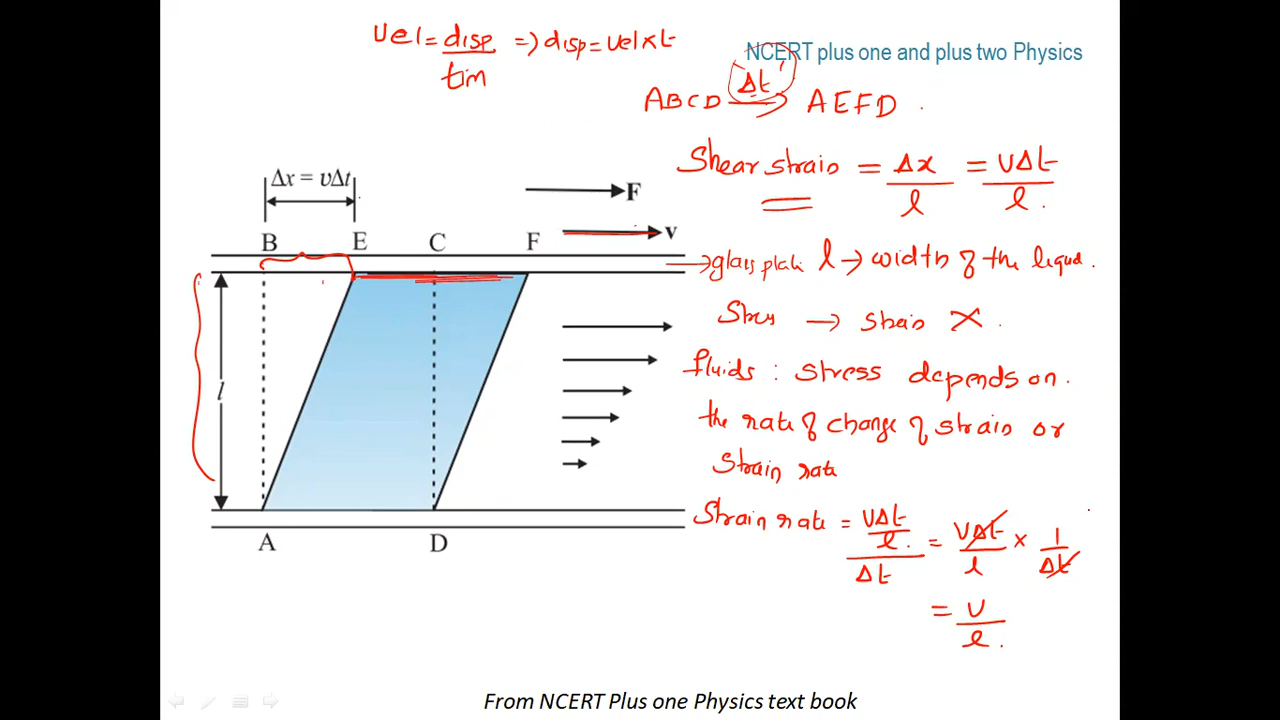 Vel = disp/tim => disp = vel x t
NCERT plus one and plus two Physics
ABCD Δt → AEFD.
Shear strain = Δx/l = vΔt/l.
Δx = υΔt
F
B E C F v
→ glass plate l → width of the liquid.
Stress → strain X.
l
fluids : stress depends on.
the rate of change of strain or
strain rate
Strain rate = vΔt/l. / Δt = vΔt/l × 1/Δt
A D
= v/l.
From NCERT Plus one Physics text book